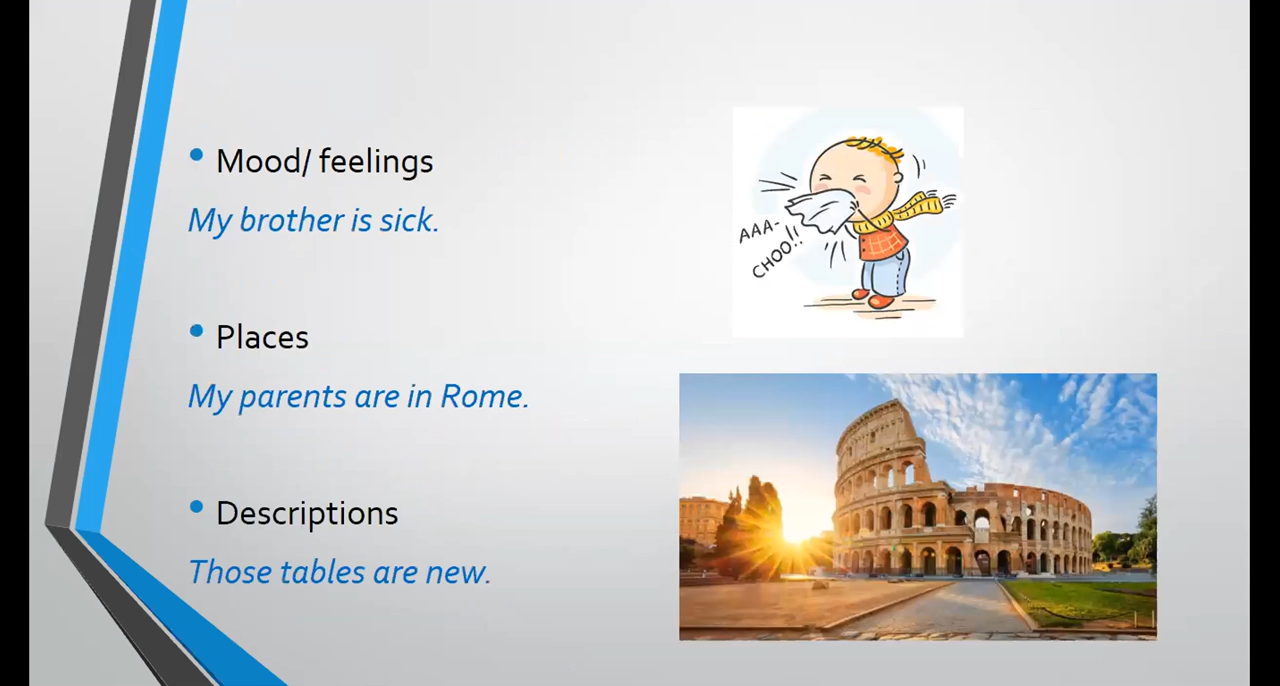 Mood/ feelings
My brother is sick.
AAA-
CHOO!!
Places
My parents are in Rome.
Descriptions
Those tables are new.